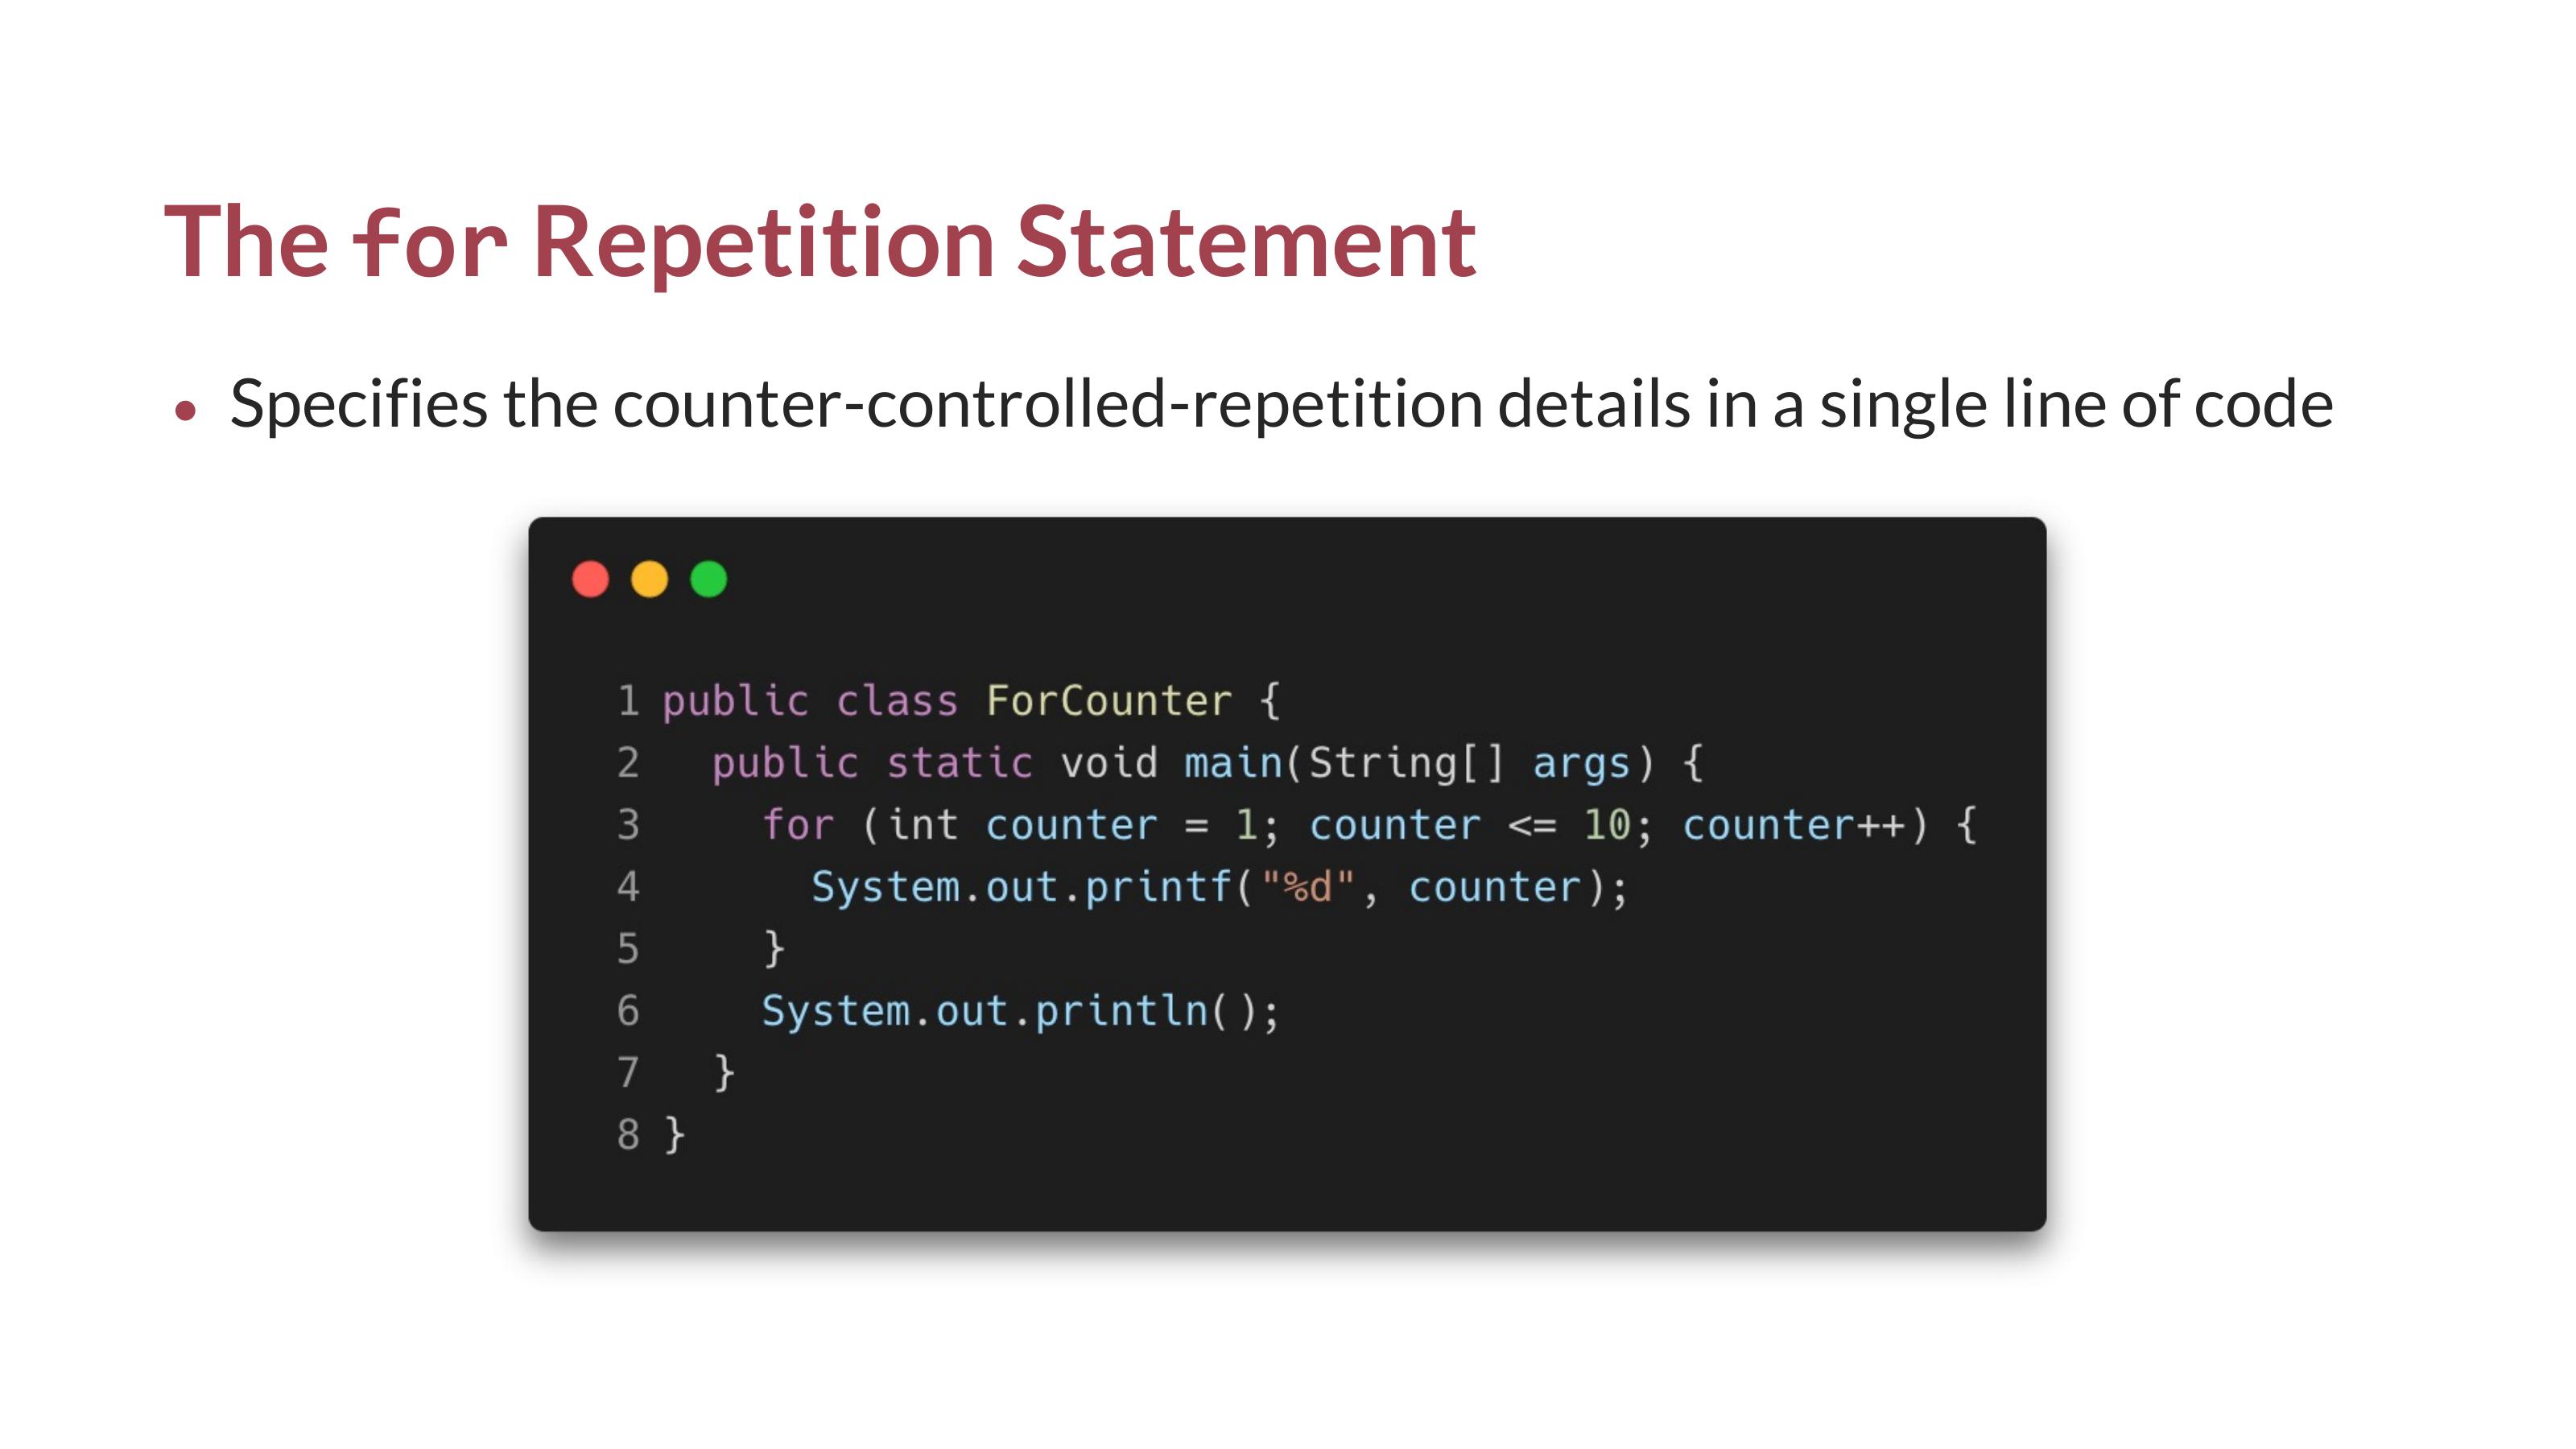 The for Repetition Statement
• Specifies the counter-controlled-repetition details in a single line of code
1 public class ForCounter {
2   public static void main(String[] args) {
3     for (int counter = 1; counter <= 10; counter++) {
4       System.out.printf("%d", counter);
5     }
6     System.out.println();
7   }
8 }